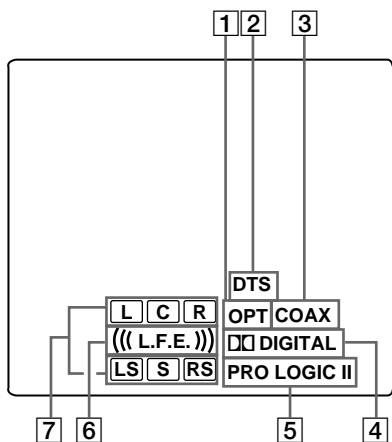 1 2 3
DTS
L C R OPT COAX
((( L.F.E. ))) DIGITAL
LS S RS PRO LOGIC II
7 6 5 4